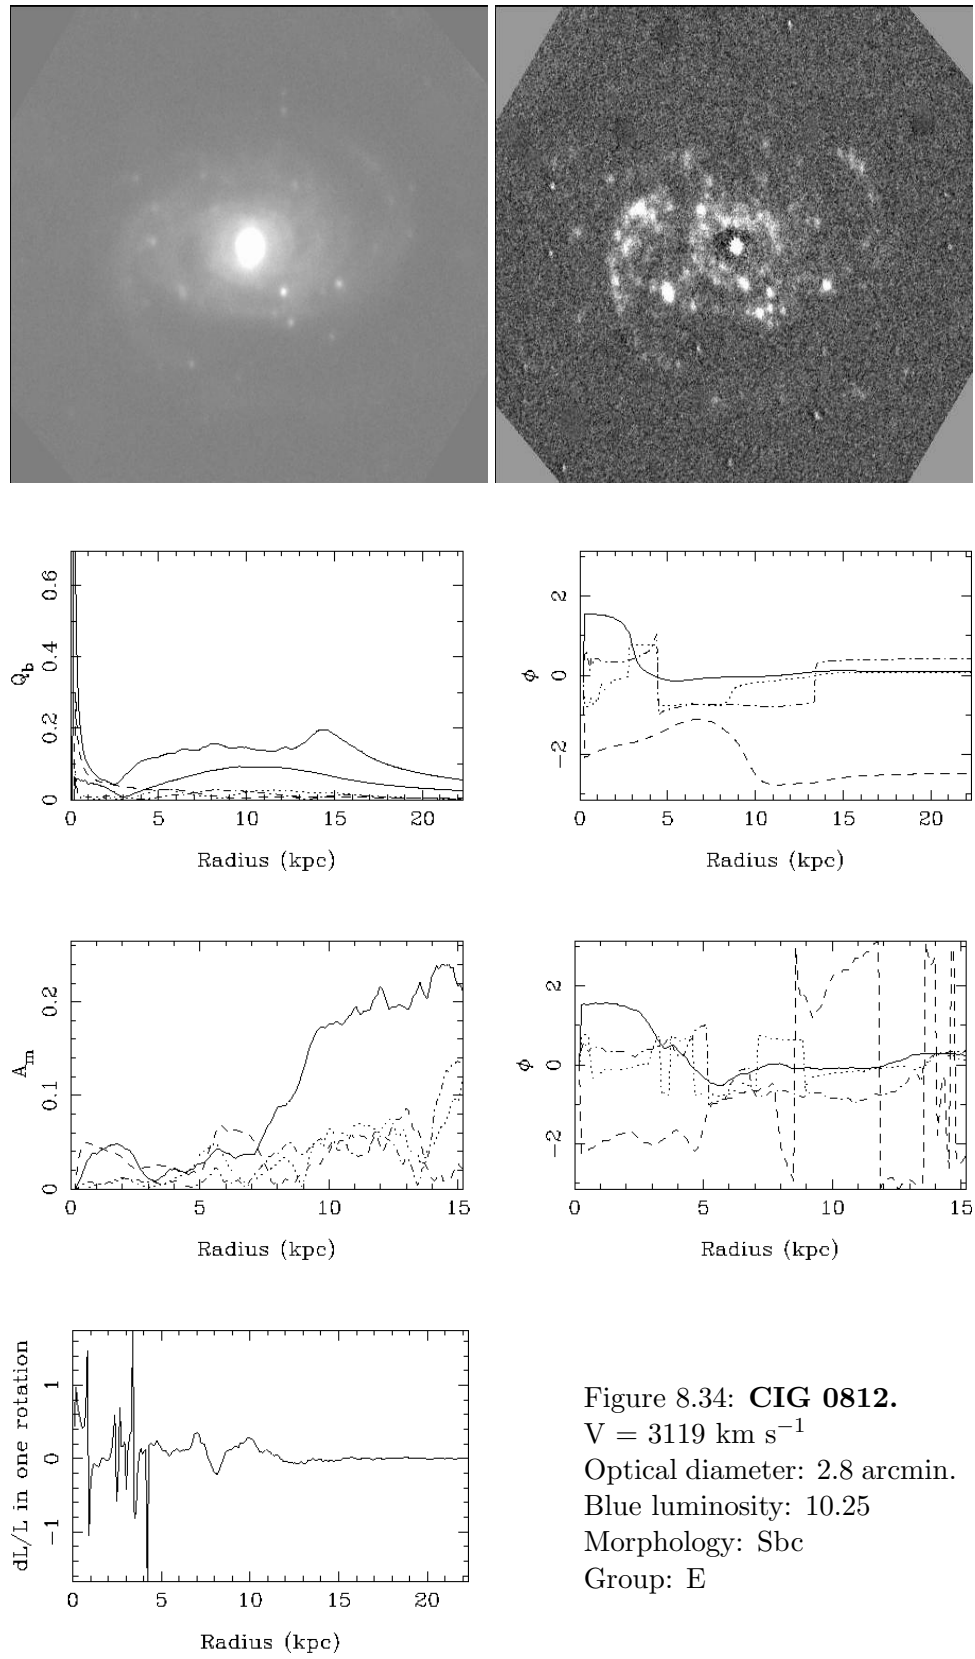 0.6
0.4
0.2
0
Q_b
0 5 10 15 20
Radius (kpc)
2
0
−2
φ
0 5 10 15 20
Radius (kpc)
0.2
0.1
0
A_m
0 5 10 15
Radius (kpc)
2
0
−2
φ
0 5 10 15
Radius (kpc)
1
0
−1
dL/L in one rotation
0 5 10 15 20
Radius (kpc)
Figure 8.34: CIG 0812.
V = 3119 km s⁻¹
Optical diameter: 2.8 arcmin.
Blue luminosity: 10.25
Morphology: Sbc
Group: E